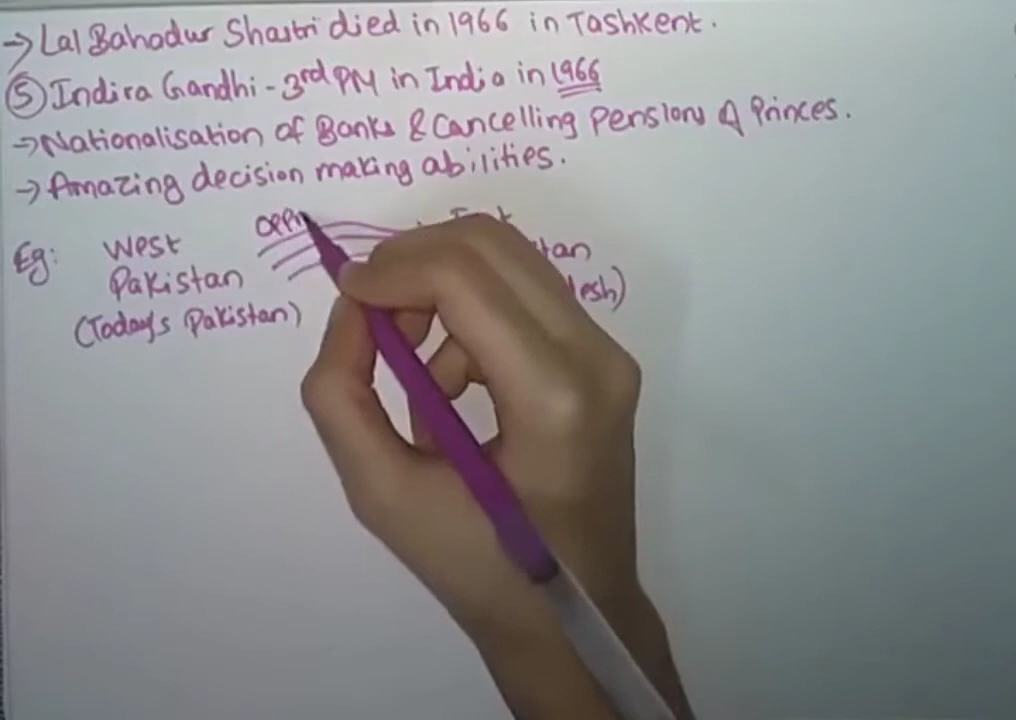 → Lal Bahadur Shastri died in 1966 in Tashkent.
⑤ Indira Gandhi - 3rd PM in India in 1966
→ Nationalisation of Banks & Cancelling Pensions of Princes.
→ Amazing decision making abilities.
Eg: West
Pakistan
(Today's Pakistan)